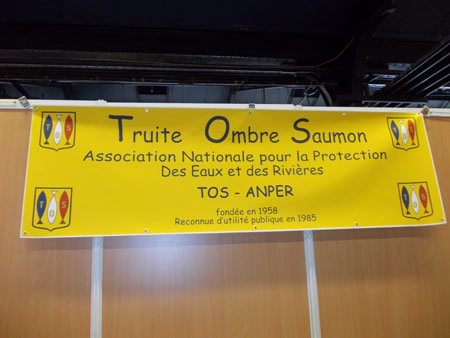 Truite Ombre Saumon
Association Nationale pour la Protection
Des Eaux et des Rivières
TOS - ANPER
fondée en 1958
Reconnue d'utilité publique en 1985
T O S
T O S
T O S
T O S